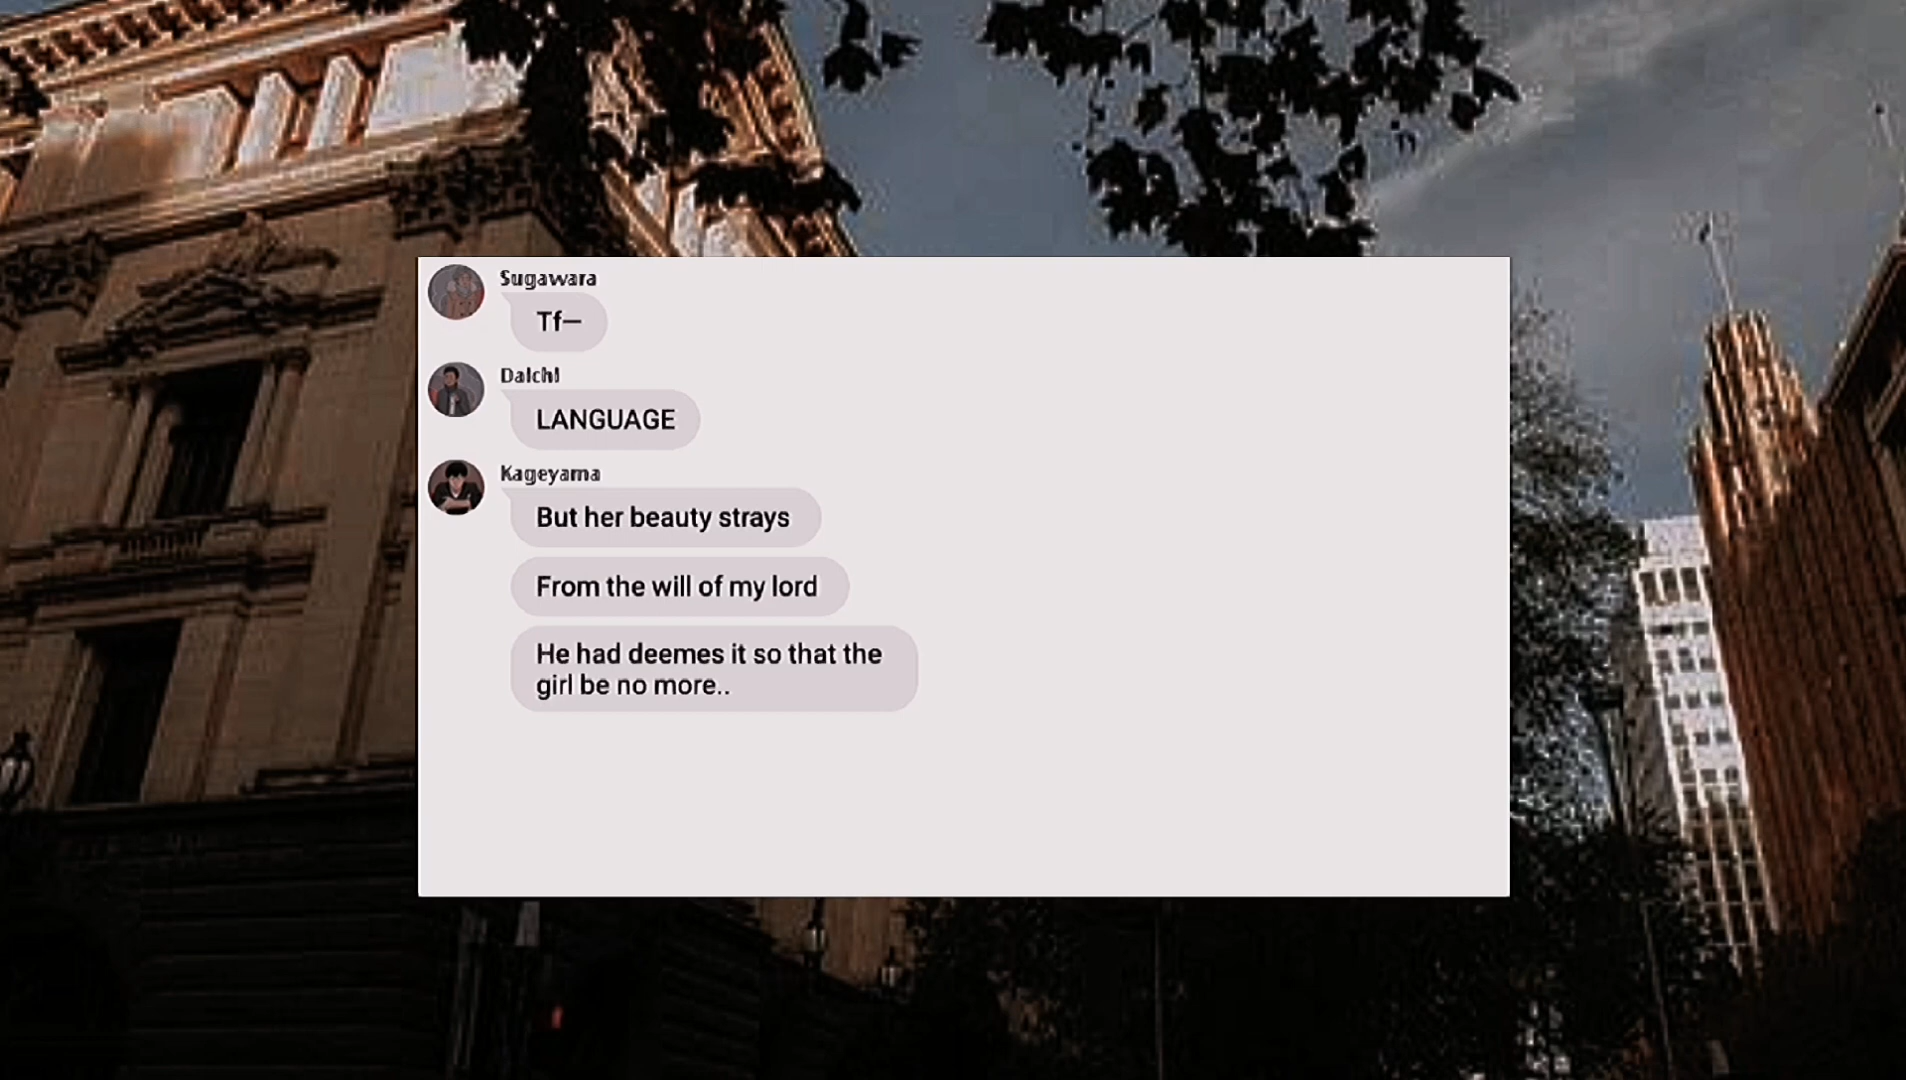 Sugawara
Tf—
Daichi
LANGUAGE
Kageyama
But her beauty strays
From the will of my lord
He had deemes it so that the
girl be no more..